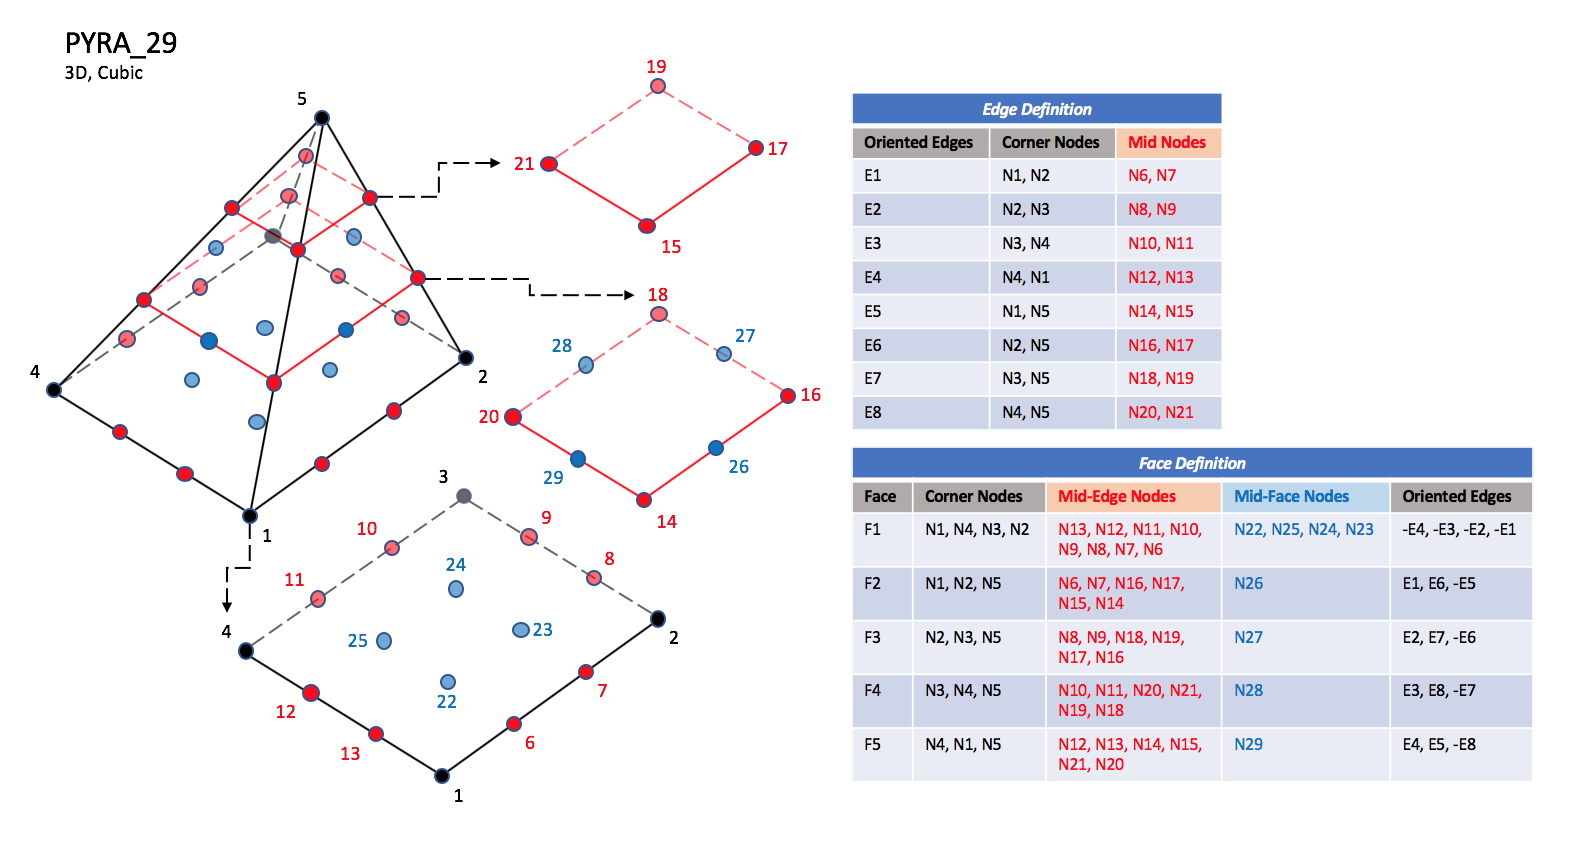 PYRA_29
3D, Cubic
5
4
2
1
19
21
17
15
18
28
27
20
16
29
26
14
3
10
9
24
8
11
4
25
23
2
22
7
12
13
6
1
Edge Definition
Oriented Edges Corner Nodes Mid Nodes
E1 N1, N2 N6, N7
E2 N2, N3 N8, N9
E3 N3, N4 N10, N11
E4 N4, N1 N12, N13
E5 N1, N5 N14, N15
E6 N2, N5 N16, N17
E7 N3, N5 N18, N19
E8 N4, N5 N20, N21
Face Definition
Face Corner Nodes Mid-Edge Nodes Mid-Face Nodes Oriented Edges
F1 N1, N4, N3, N2 N13, N12, N11, N10, N22, N25, N24, N23 -E4, -E3, -E2, -E1
N9, N8, N7, N6
F2 N1, N2, N5 N6, N7, N16, N17, N26 E1, E6, -E5
N15, N14
F3 N2, N3, N5 N8, N9, N18, N19, N27 E2, E7, -E6
N17, N16
F4 N3, N4, N5 N10, N11, N20, N21, N28 E3, E8, -E7
N19, N18
F5 N4, N1, N5 N12, N13, N14, N15, N29 E4, E5, -E8
N21, N20